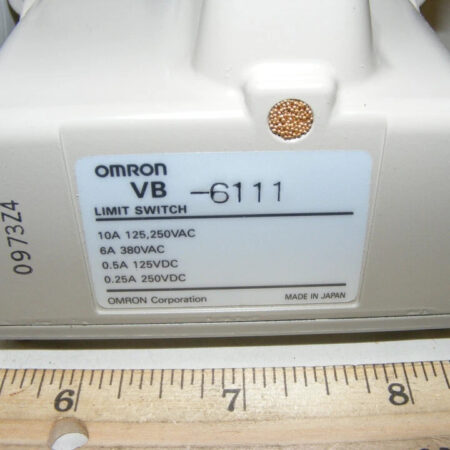 OMRON
VB -6111
LIMIT SWITCH
10A 125,250VAC
6A 380VAC
0.5A 125VDC
0.25A 250VDC
OMRON Corporation MADE IN JAPAN
0973Z4
6 7 8